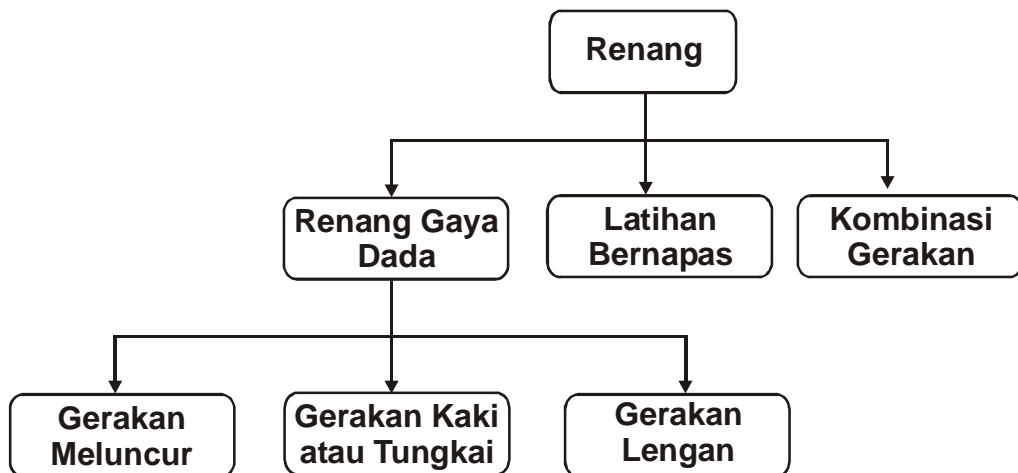 Renang
Renang Gaya
Dada
Latihan
Bernapas
Kombinasi
Gerakan
Gerakan
Meluncur
Gerakan Kaki
atau Tungkai
Gerakan
Lengan